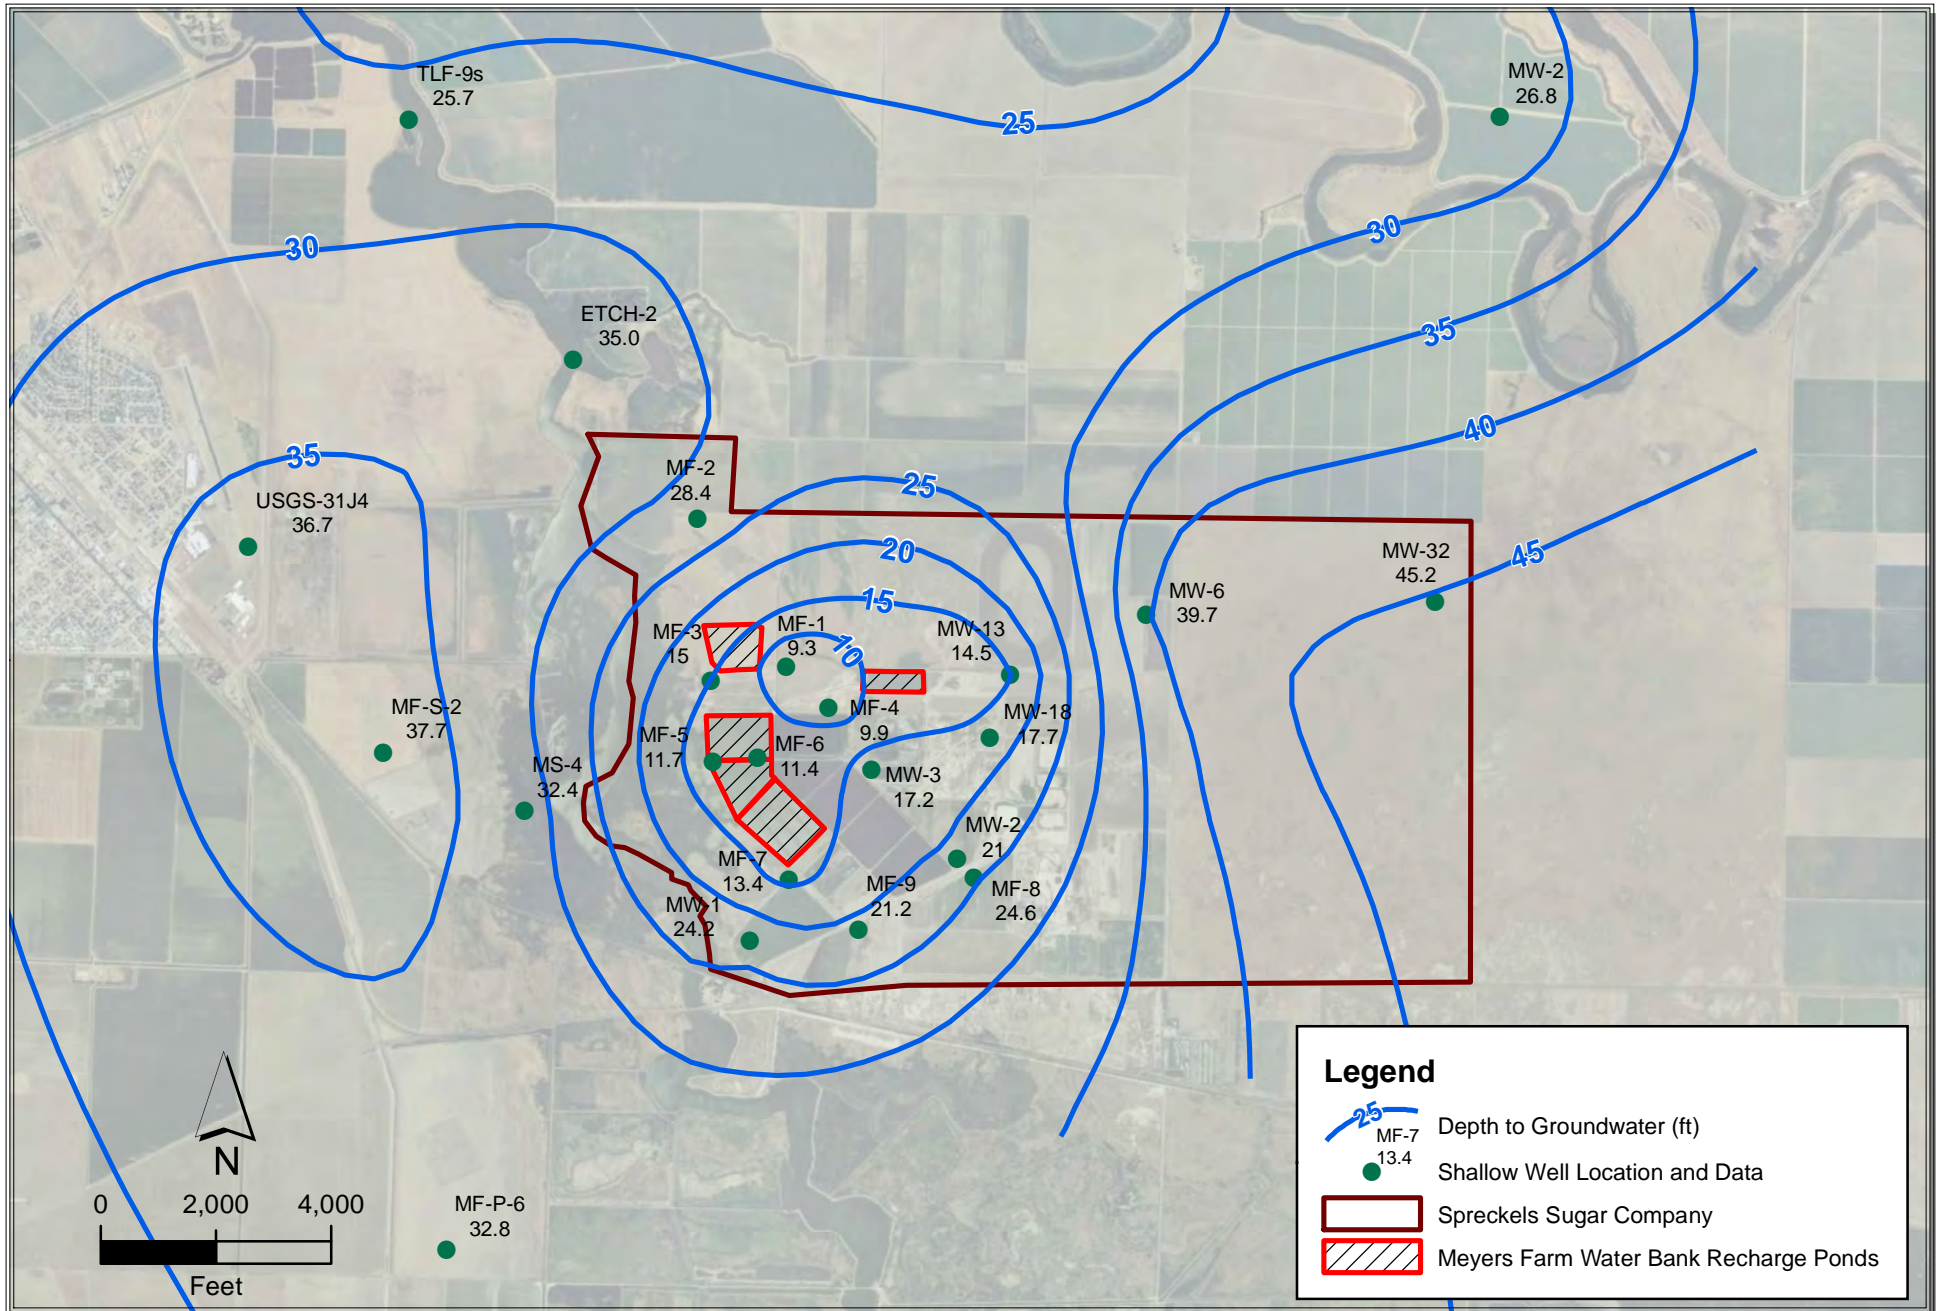 TLF-9s
25.7
MW-2
26.8
25
30
30
ETCH-2
35.0
35
40
35
MF-2
28.4
25
USGS-31J4
36.7
20
45
MW-32
45.2
15
MW-6
39.7
MF-3
15
MF-1
9.3
10
MW-13
14.5
MF-S-2
37.7
MF-4
9.9
MW-18
17.7
MF-5
11.7
MF-6
11.4
MS-4
32.4
MW-3
17.2
MW-2
21
MF-7
13.4
MF-9
21.2
MF-8
24.6
MW-1
24.2
MF-P-6
32.8
N
0 2,000 4,000
Feet
Legend
25
Depth to Groundwater (ft)
MF-7
13.4
Shallow Well Location and Data
Spreckels Sugar Company
Meyers Farm Water Bank Recharge Ponds